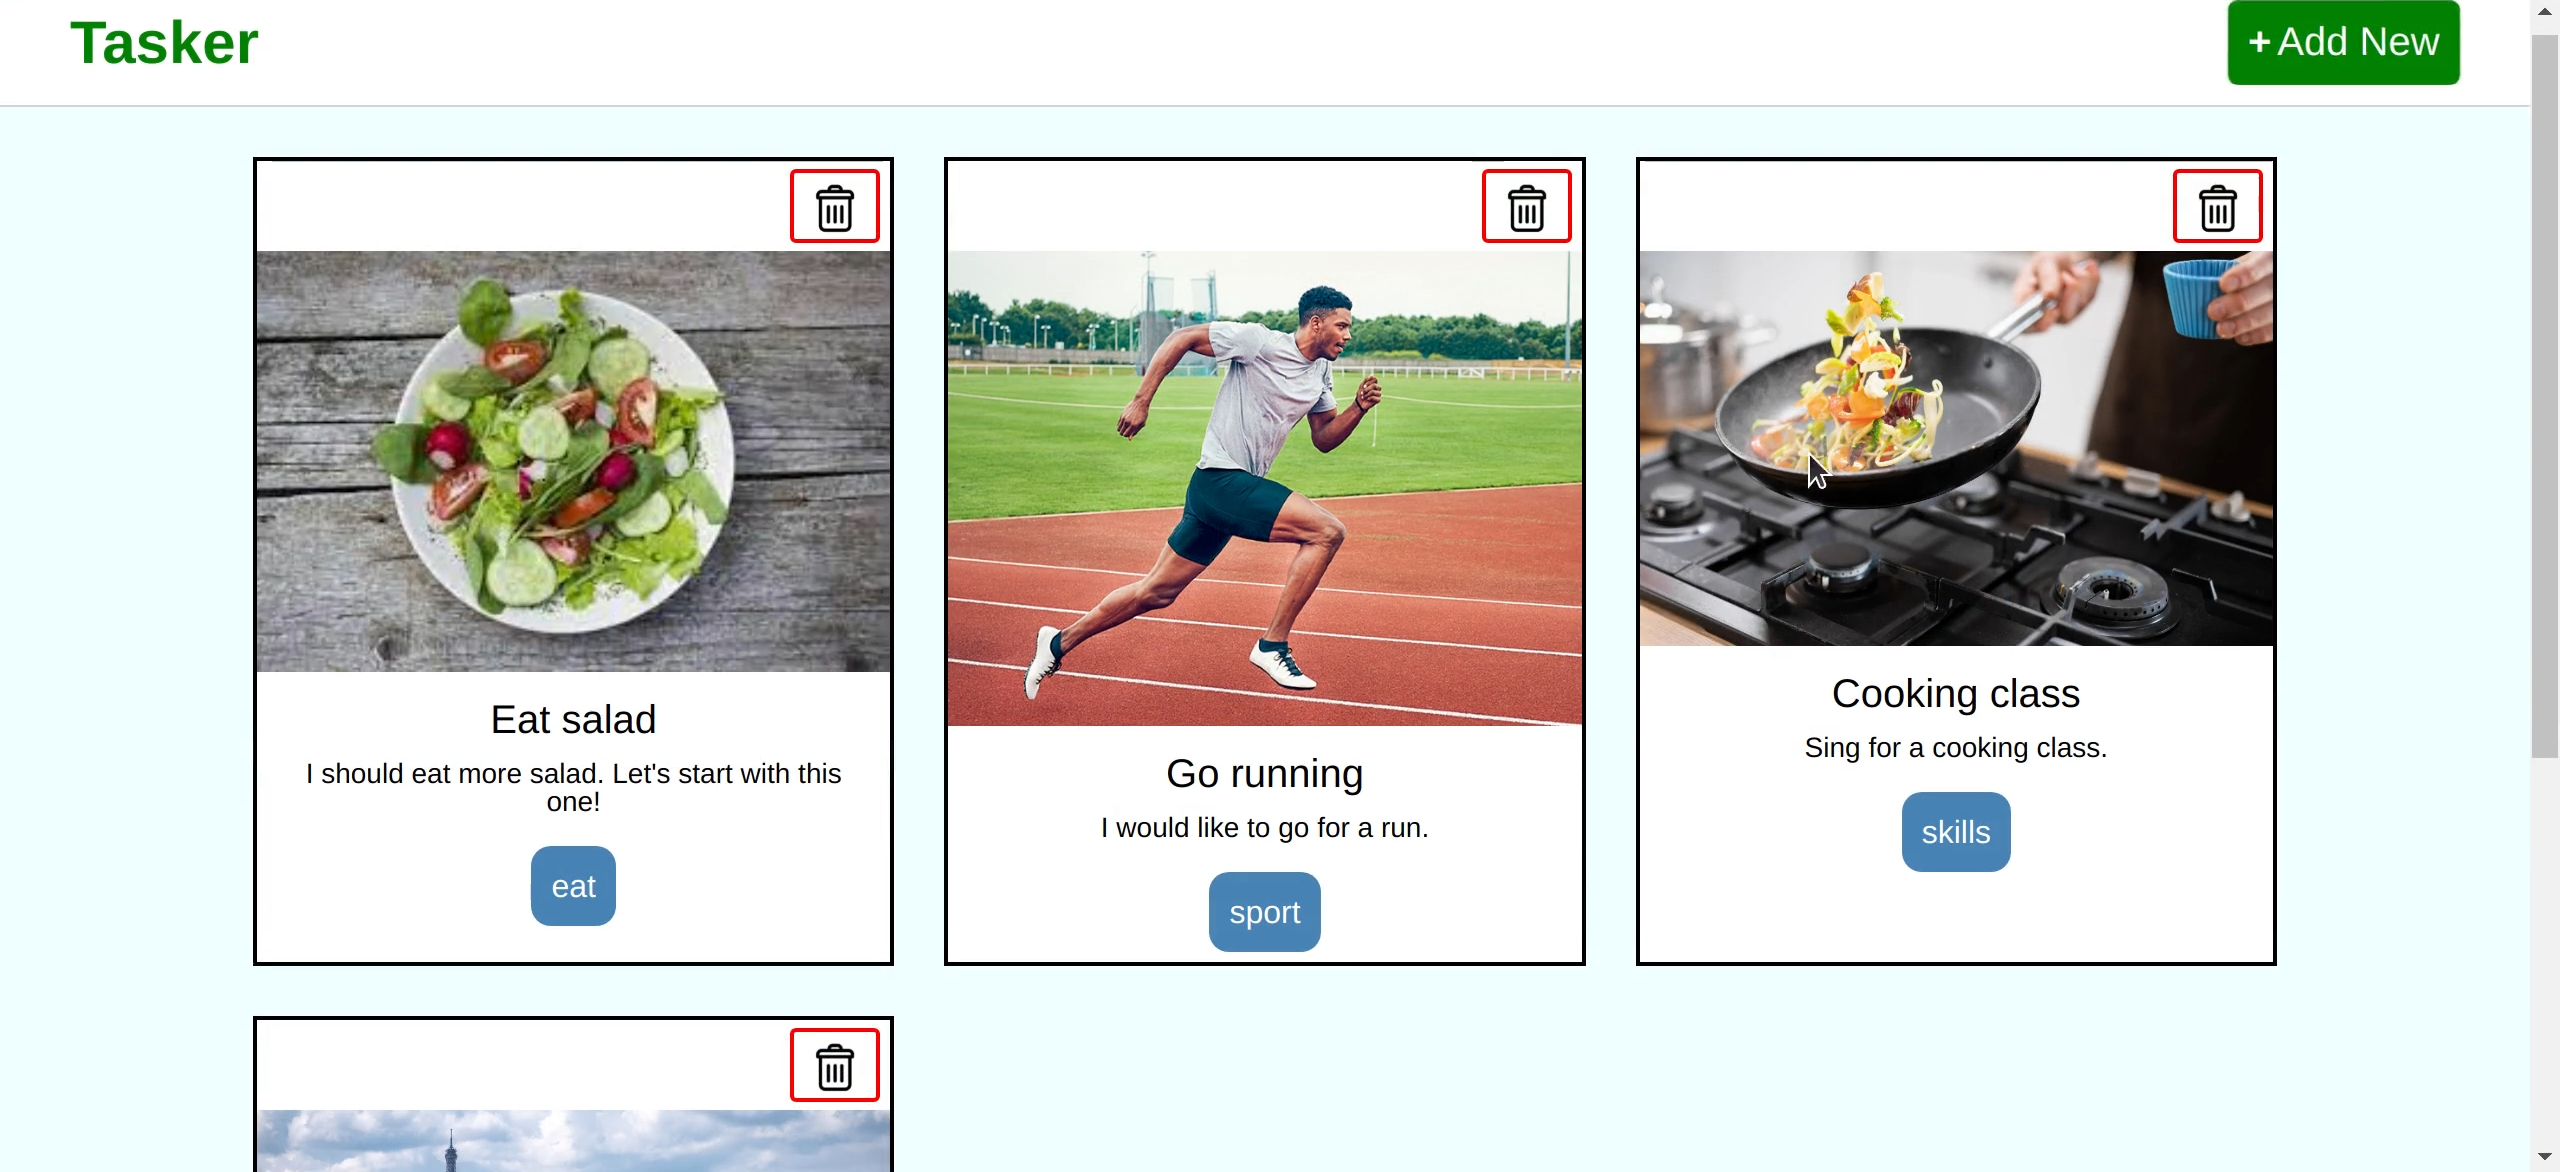 Tasker
+ Add New
Eat salad
I should eat more salad. Let's start with this
one!
eat
Go running
I would like to go for a run.
sport
Cooking class
Sing for a cooking class.
skills